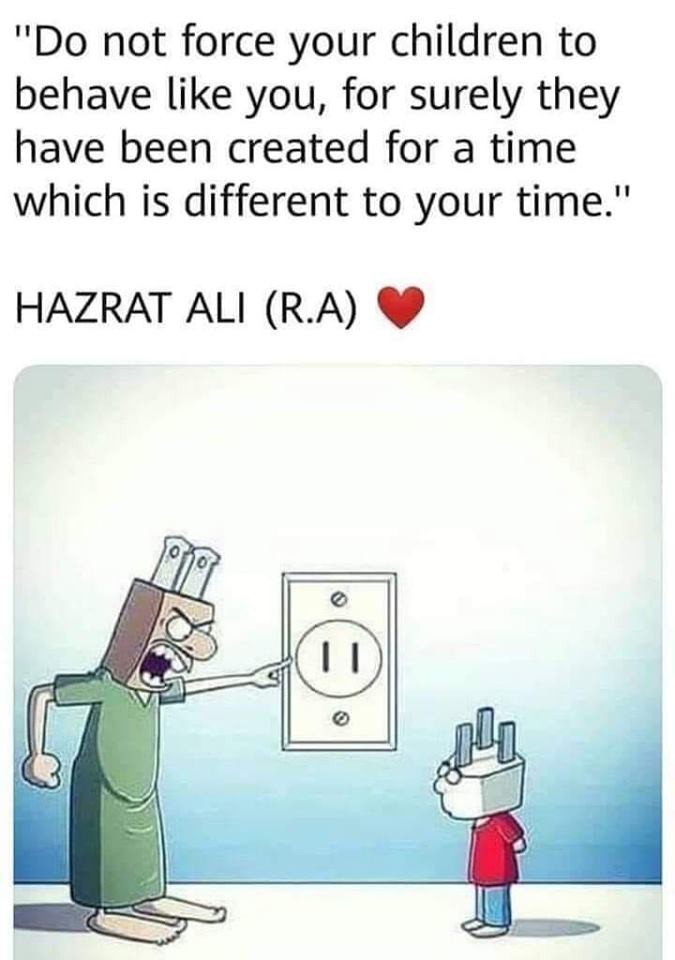 "Do not force your children to
behave like you, for surely they
have been created for a time
which is different to your time."
HAZRAT ALI (R.A) ❤️